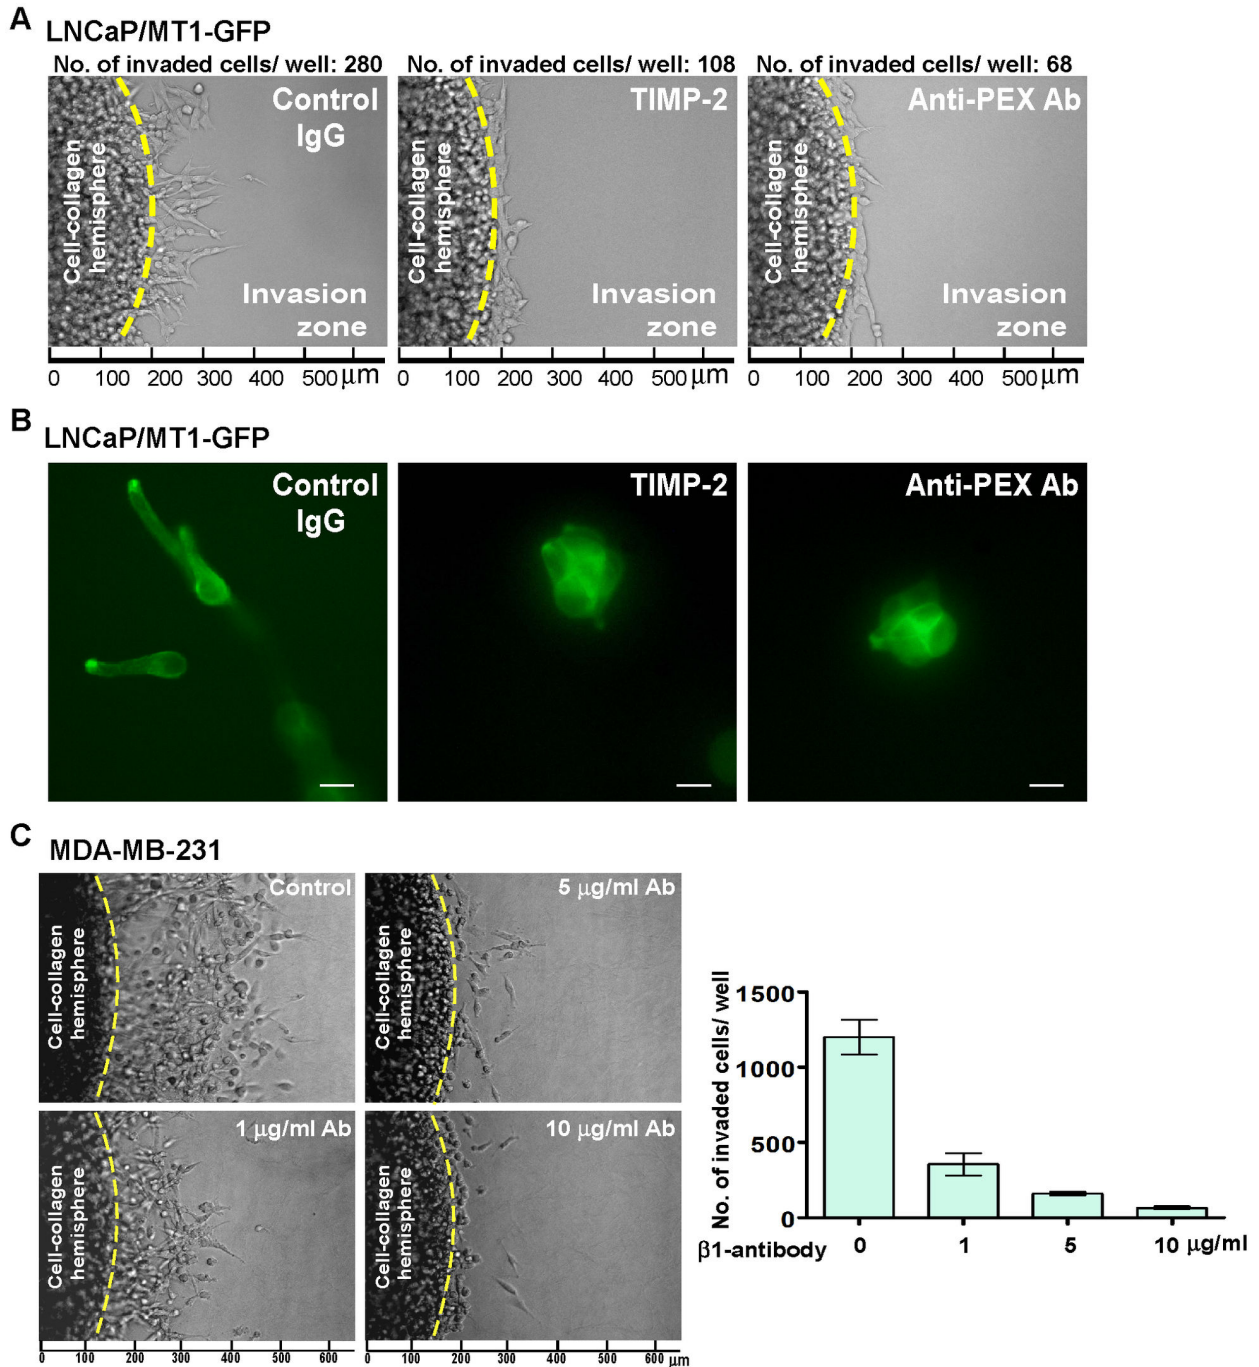 A
LNCaP/MT1-GFP
No. of invaded cells/ well: 280
No. of invaded cells/ well: 108
No. of invaded cells/ well: 68
Control
IgG
Cell-collagen
hemisphere
Invasion
zone
TIMP-2
Cell-collagen
hemisphere
Invasion
zone
Anti-PEX Ab
Cell-collagen
hemisphere
Invasion
zone
0 100 200 300 400 500 μm
0 100 200 300 400 500 μm
0 100 200 300 400 500 μm
B
LNCaP/MT1-GFP
Control
IgG
TIMP-2
Anti-PEX Ab
C
MDA-MB-231
Control
Cell-collagen
hemisphere
5 μg/ml Ab
Cell-collagen
hemisphere
1 μg/ml Ab
Cell-collagen
hemisphere
10 μg/ml Ab
Cell-collagen
hemisphere
0 100 200 300 400 500 600
0 100 200 300 400 500 600 μm
No. of invaded cells/ well
1500
1000
500
0
β1-antibody 0 1 5 10 μg/ml